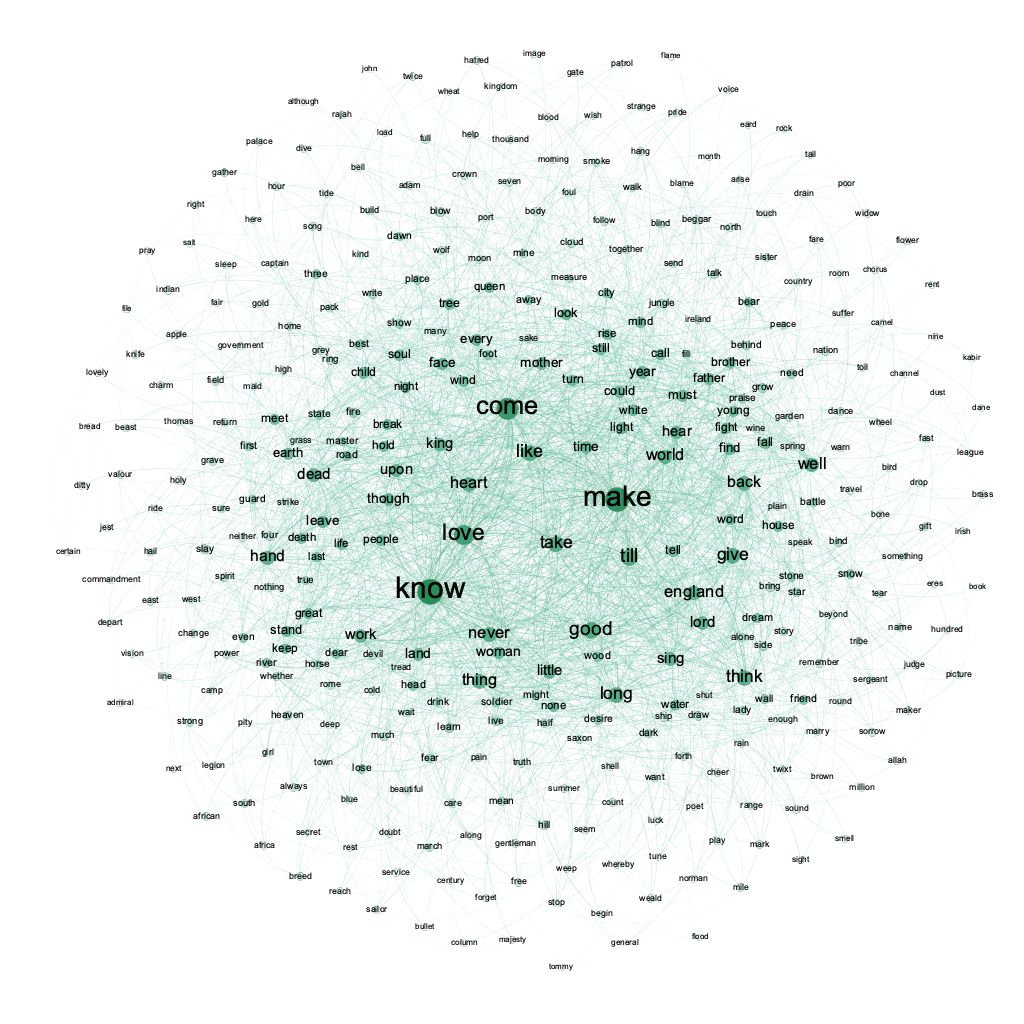 image
flame
hatred
john
twice
gate
patrol
kingdom
wheat
voice
although
rajah
strange
pride
blood
wish
load
full
help
thousand
eard
rock
palace
dive
bell
morning
smoke
hang
month
tail
gather
hour
tide
adam
crown
seven
foul
walk
blame
arise
drain
poor
right
here
song
build
blow
port
body
follow
blind
beggar
north
touch
widow
salt
dawn
pray
sleep
captain
kind
wolf
moon
mine
cloud
together
send
talk
sister
fare
flower
indian
three
place
measure
country
room
chorus
rent
file
fair
gold
pack
write
tree
queen
away
city
jungle
bear
suffer
camel
apple
home
show
many
every
look
rise
mind
ireland
peace
nine
knife
government
grey
ring
best
soul
foot
sake
still
call
fill
behind
nation
kabir
lovely
charm
field
maid
high
child
night
face
wind
mother
turn
year
father
brother
need
toil
channel
dust
bread
beast
thomas
return
meet
state
fire
break
come
could
white
must
praise
grow
young
garden
dance
wheel
dane
valour
grave
first
earth
grass
master
road
hold
king
like
time
light
hear
world
fight
wine
find
fall
spring
warn
fast
league
ditty
holy
dead
upon
heart
back
well
bird
drop
brass
jest
ride
sure
guard
strike
though
make
plain
battle
travel
bone
gift
irish
certain
hail
slay
neither
four
leave
death
life
people
love
take
till
tell
word
house
speak
bind
something
commandment
spirit
hand
last
true
nothing
know
give
bring
stone
star
snow
tear
eres
book
depart
east
west
great
england
lord
dream
beyond
name
hundred
vision
change
power
even
stand
keep
work
never
woman
good
alone
side
story
tribe
judge
line
river
whether
horse
dear
devil
land
tread
thing
little
wood
sing
think
remember
sergeant
picture
admiral
camp
rome
cold
head
drink
soldier
might
none
long
water
shut
wall
friend
round
maker
strong
pity
heaven
deep
wait
learn
live
half
desire
ship
draw
lady
enough
marry
sorrow
next
legion
girl
town
much
fear
pain
truth
saxon
dark
forth
rain
allah
african
south
always
blue
lose
beautiful
care
mean
summer
shell
want
cheer
twixt
brown
million
africa
secret
rest
doubt
march
along
gentleman
hill
seem
count
luck
poet
range
sound
smell
breed
reach
service
century
free
weep
whereby
tune
play
mark
sight
sailor
forget
stop
begin
weald
norman
mile
bullet
column
majesty
general
flood
tommy